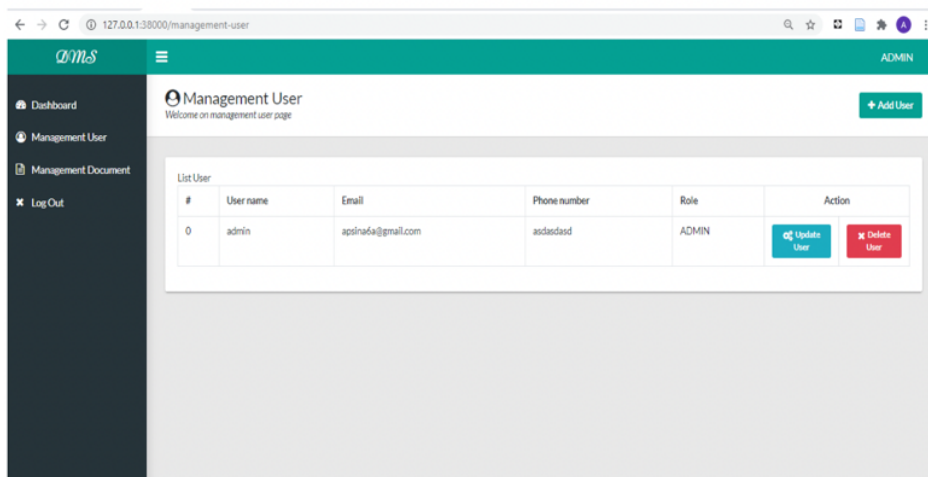 127.0.0.1:38000/management-user
A
DMS
ADMIN
Dashboard
Management User
Management Document
Log Out
Management User
Welcome on management user page
+ Add User
List User
# User name Email Phone number Role Action
0 admin apsina6a@gmail.com asdasdasd ADMIN
Update User
Delete User